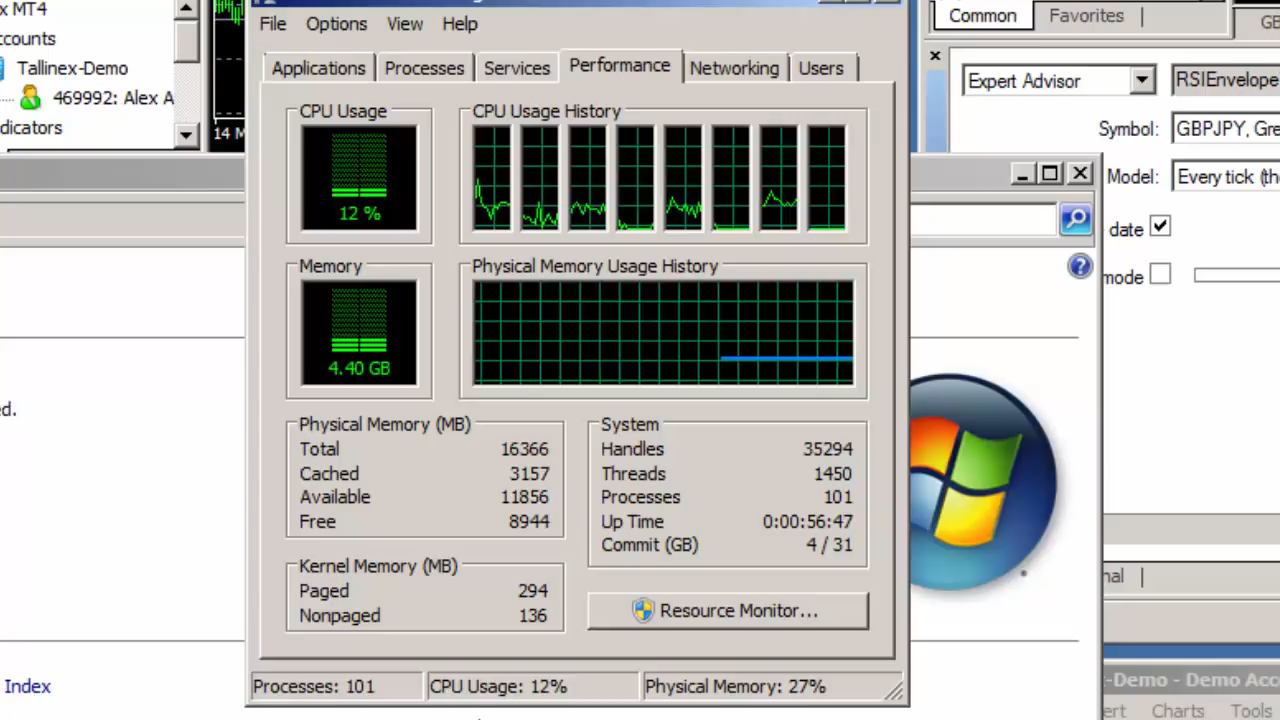 x MT4
ccounts
Tallinex-Demo
469992: Alex A
dicators
14 M
File Options View Help
Applications Processes Services Performance Networking Users
CPU Usage
12 %
CPU Usage History
Memory
4.40 GB
Physical Memory Usage History
Physical Memory (MB)
Total 16366
Cached 3157
Available 11856
Free 8944
Kernel Memory (MB)
Paged 294
Nonpaged 136
System
Handles 35294
Threads 1450
Processes 101
Up Time 0:00:56:47
Commit (GB) 4 / 31
Resource Monitor...
Processes: 101 CPU Usage: 12% Physical Memory: 27%
ed.
Index
Common Favorites
GB
Expert Advisor RSIEnvelope
Symbol: GBPJPY, Gre
Model: Every tick (the
date
mode
nal
-Demo - Demo Acco
ert Charts Tools